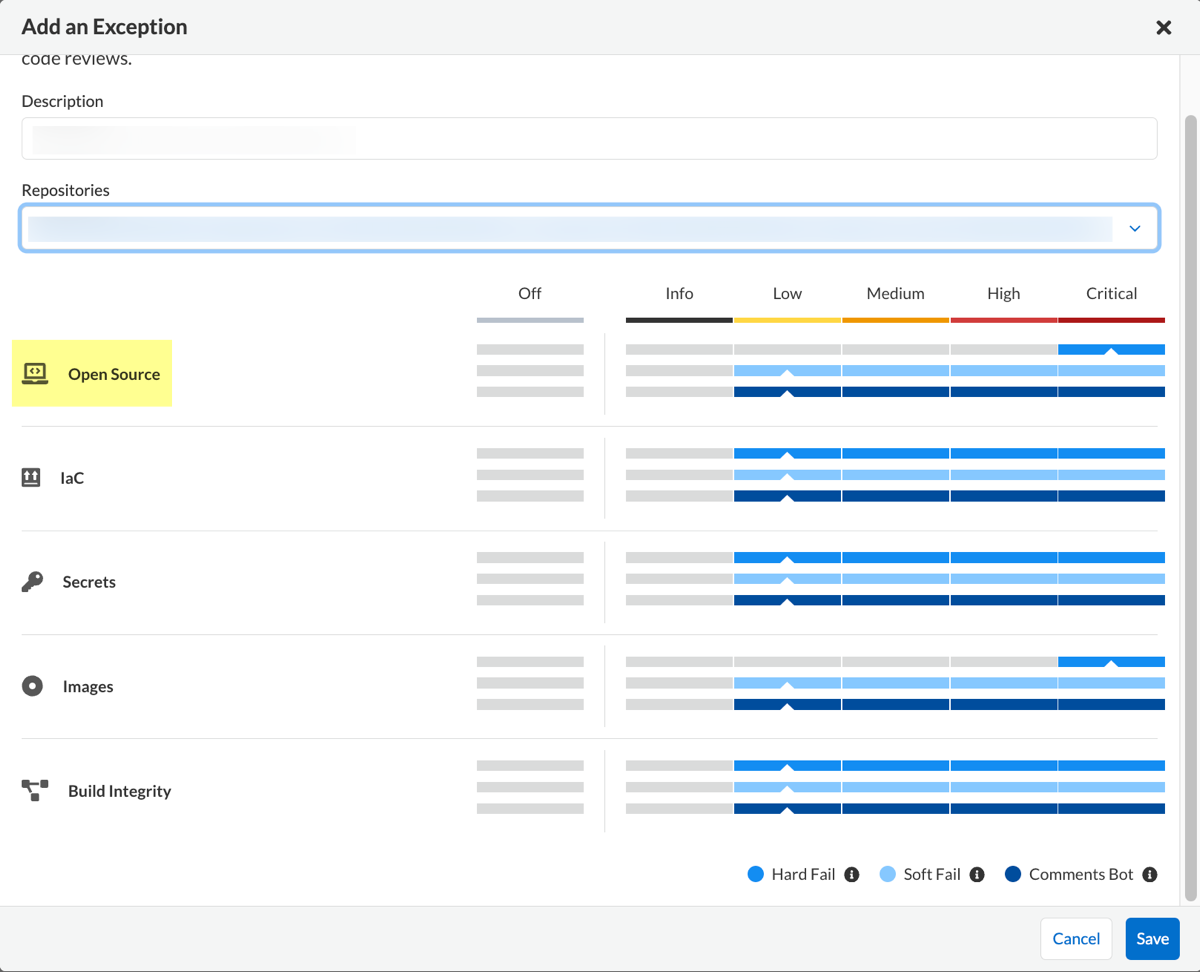 Add an Exception
code reviews.
Description
Repositories
Off Info Low Medium High Critical
Open Source
IaC
Secrets
Images
Build Integrity
Hard Fail Soft Fail Comments Bot
Cancel Save